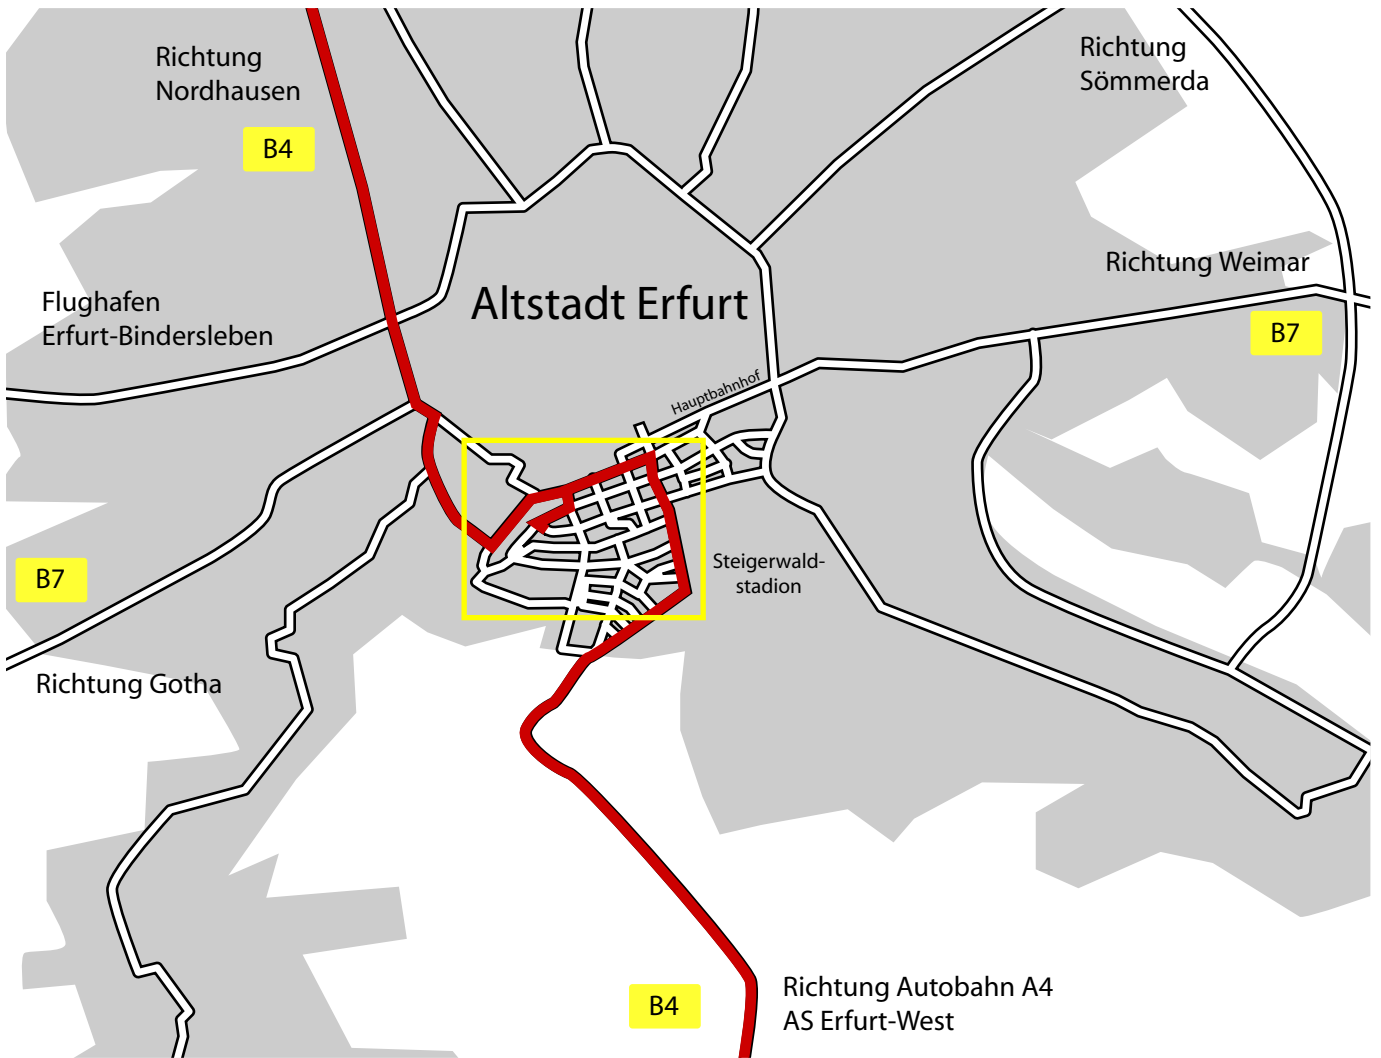 Richtung
Nordhausen
B4
Richtung
Sömmerda
Richtung Weimar
B7
Flughafen
Erfurt-Bindersleben
Altstadt Erfurt
Hauptbahnhof
Steigerwald-
stadion
B7
Richtung Gotha
B4
Richtung Autobahn A4
AS Erfurt-West